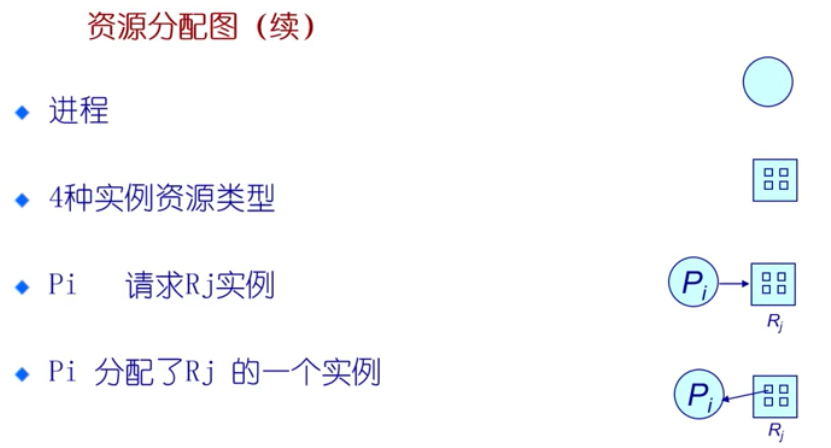 资源分配图（续）
进程
4种实例资源类型
Pi 请求Rj实例
Pi
Rj
Pi 分配了Rj 的一个实例
Pi
Rj